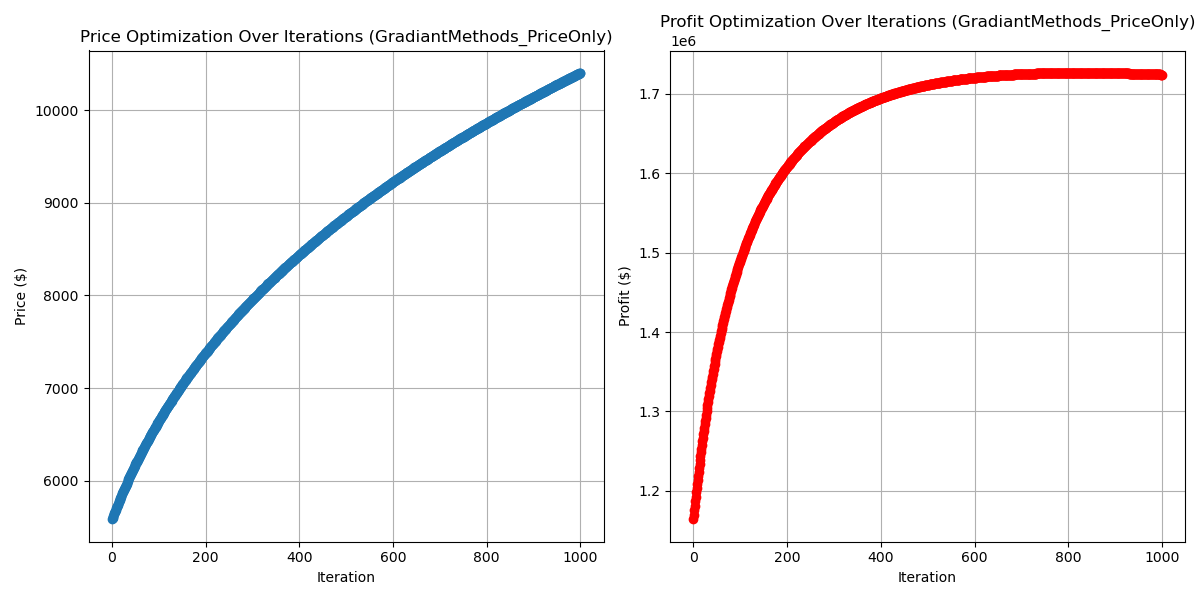 Price Optimization Over Iterations (GradiantMethods_PriceOnly)
Price ($)
10000
9000
8000
7000
6000
0 200 400 600 800 1000
Iteration
Profit Optimization Over Iterations (GradiantMethods_PriceOnly)
1e6
Profit ($)
1.7
1.6
1.5
1.4
1.3
1.2
0 200 400 600 800 1000
Iteration